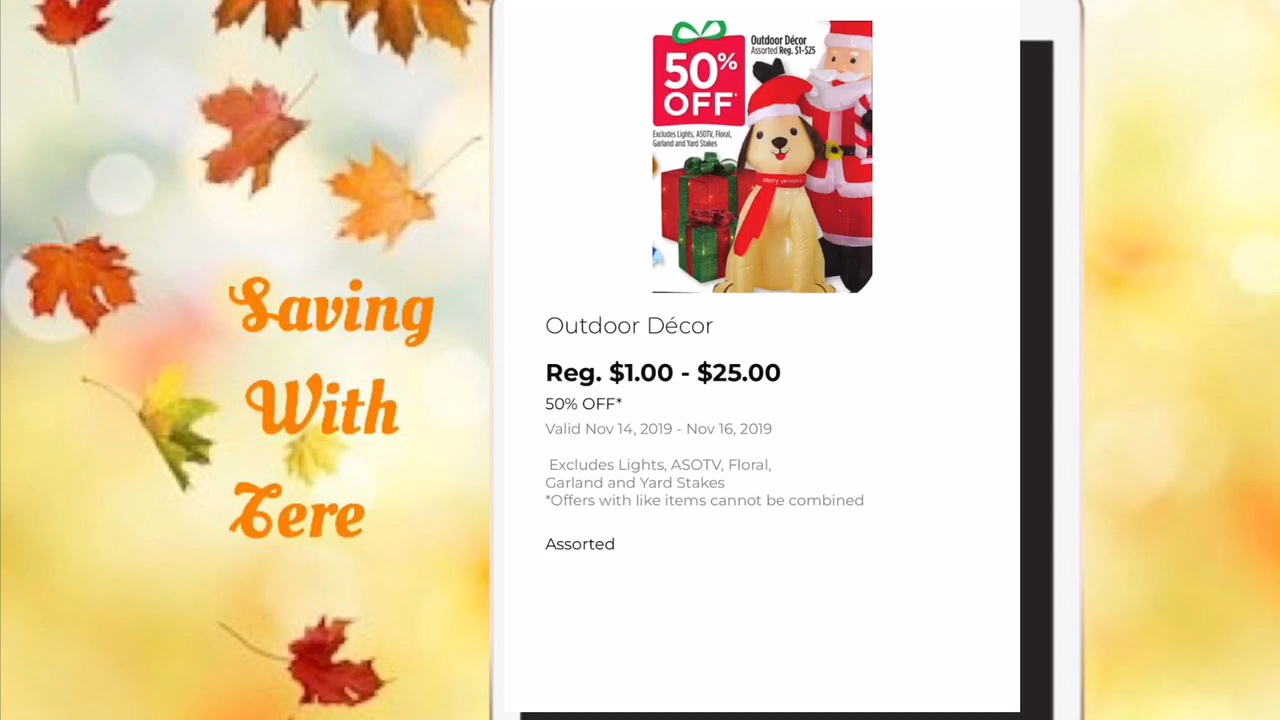 Saving
With
Tere
50%
OFF*
Outdoor Décor
Assorted Reg. $1-$25
Excludes Lights, ASOTV, Floral,
Garland and Yard Stakes
Outdoor Décor
Reg. $1.00 - $25.00
50% OFF*
Valid Nov 14, 2019 - Nov 16, 2019
Excludes Lights, ASOTV, Floral,
Garland and Yard Stakes
*Offers with like items cannot be combined
Assorted